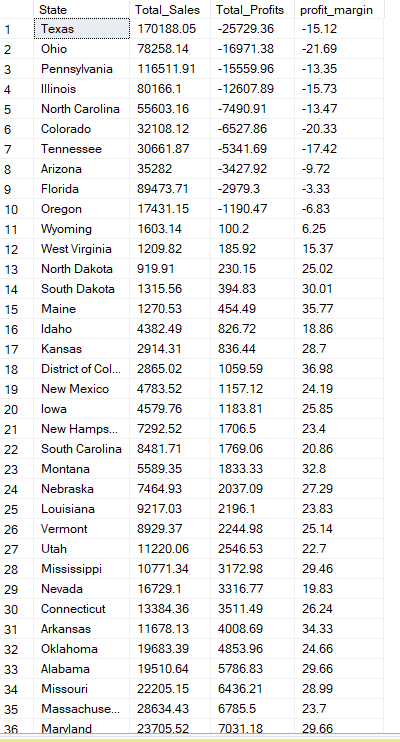 State Total_Sales Total_Profits profit_margin
1 Texas 170188.05 -25729.36 -15.12
2 Ohio 78258.14 -16971.38 -21.69
3 Pennsylvania 116511.91 -15559.96 -13.35
4 Illinois 80166.1 -12607.89 -15.73
5 North Carolina 55603.16 -7490.91 -13.47
6 Colorado 32108.12 -6527.86 -20.33
7 Tennessee 30661.87 -5341.69 -17.42
8 Arizona 35282 -3427.92 -9.72
9 Florida 89473.71 -2979.3 -3.33
10 Oregon 17431.15 -1190.47 -6.83
11 Wyoming 1603.14 100.2 6.25
12 West Virginia 1209.82 185.92 15.37
13 North Dakota 919.91 230.15 25.02
14 South Dakota 1315.56 394.83 30.01
15 Maine 1270.53 454.49 35.77
16 Idaho 4382.49 826.72 18.86
17 Kansas 2914.31 836.44 28.7
18 District of Col... 2865.02 1059.59 36.98
19 New Mexico 4783.52 1157.12 24.19
20 Iowa 4579.76 1183.81 25.85
21 New Hamps... 7292.52 1706.5 23.4
22 South Carolina 8481.71 1769.06 20.86
23 Montana 5589.35 1833.33 32.8
24 Nebraska 7464.93 2037.09 27.29
25 Louisiana 9217.03 2196.1 23.83
26 Vermont 8929.37 2244.98 25.14
27 Utah 11220.06 2546.53 22.7
28 Mississippi 10771.34 3172.98 29.46
29 Nevada 16729.1 3316.77 19.83
30 Connecticut 13384.36 3511.49 26.24
31 Arkansas 11678.13 4008.69 34.33
32 Oklahoma 19683.39 4853.96 24.66
33 Alabama 19510.64 5786.83 29.66
34 Missouri 22205.15 6436.21 28.99
35 Massachuse... 28634.43 6785.5 23.7
36 Maryland 23705.52 7031.18 29.66